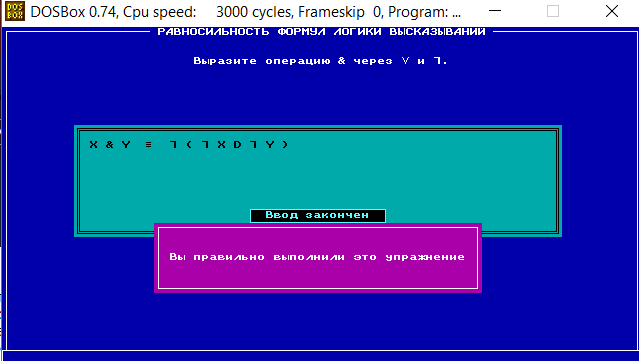 DOSBox 0.74, Cpu speed: 3000 cycles, Frameskip 0, Program: ...
РАВНОСИЛЬНОСТЬ ФОРМУЛ ЛОГИКИ ВЫСКАЗЫВАНИЙ
Выразите операцию & через V и ㄱ.
X & Y ≡ ㄱ ( ㄱ X D ㄱ Y )
Ввод закончен
Вы правильно выполнили это упражнение